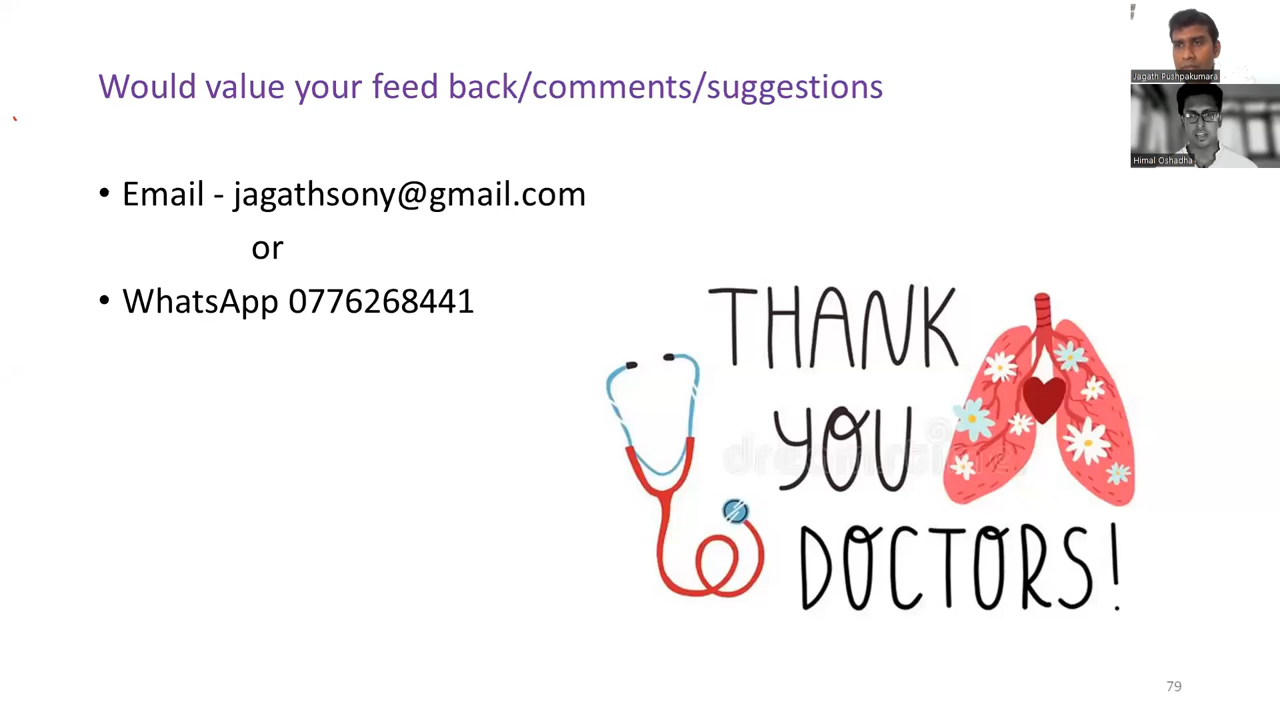 Would value your feed back/comments/suggestions
Jagath Pushpakumara
Himal Oshadha
• Email - jagathsony@gmail.com
or
• WhatsApp 0776268441
THANK
YOU
DOCTORS!
79